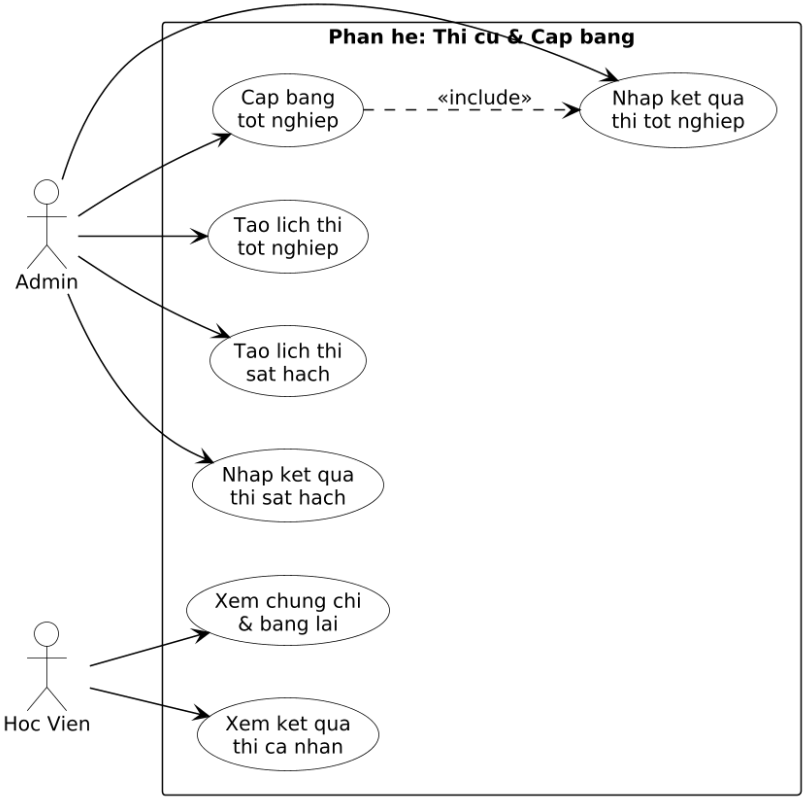 Phan he: Thi cu & Cap bang
Cap bang
tot nghiep
«include»
Nhap ket qua
thi tot nghiep
Tao lich thi
tot nghiep
Admin
Tao lich thi
sat hach
Nhap ket qua
thi sat hach
Xem chung chi
& bang lai
Hoc Vien
Xem ket qua
thi ca nhan